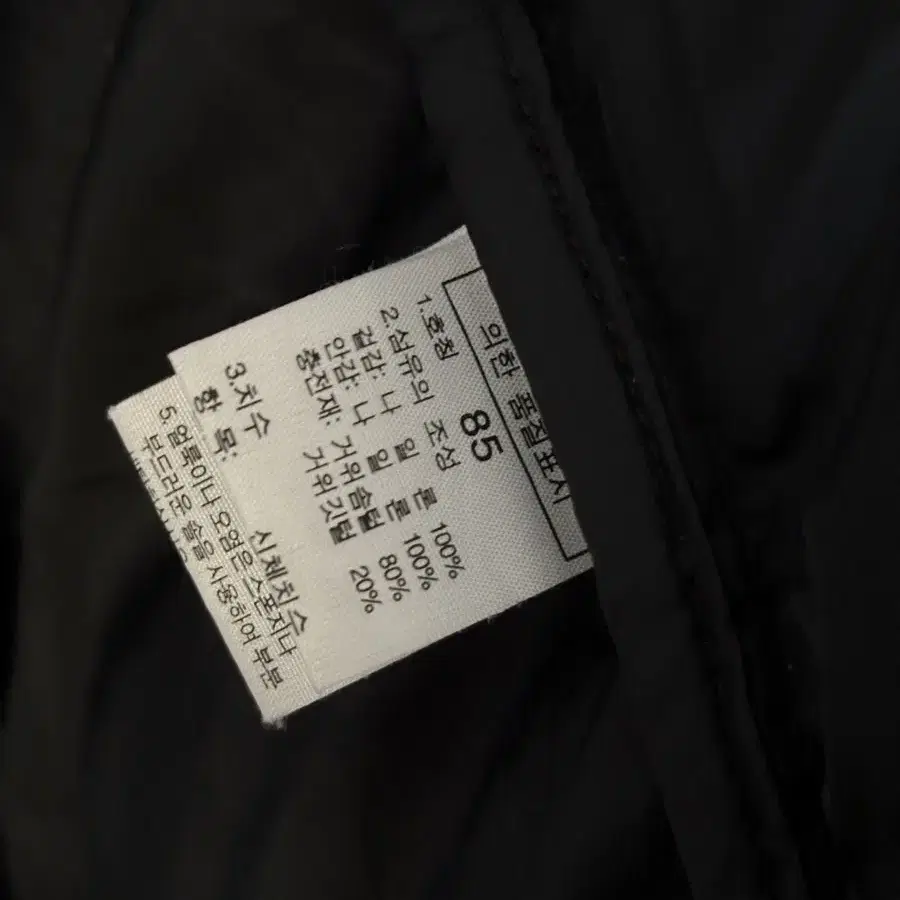 의한 품질표시
1.호칭 85
2.섬유의 조성
겉감: 나 일 론 100%
안감: 나 일 론 100%
충전재: 거위솜털 80%
거위깃털 20%
3.치수
항 목: 신체치수
5.얼룩이나 오염은 스폰지나
부드러운 솔을 사용하여 부분